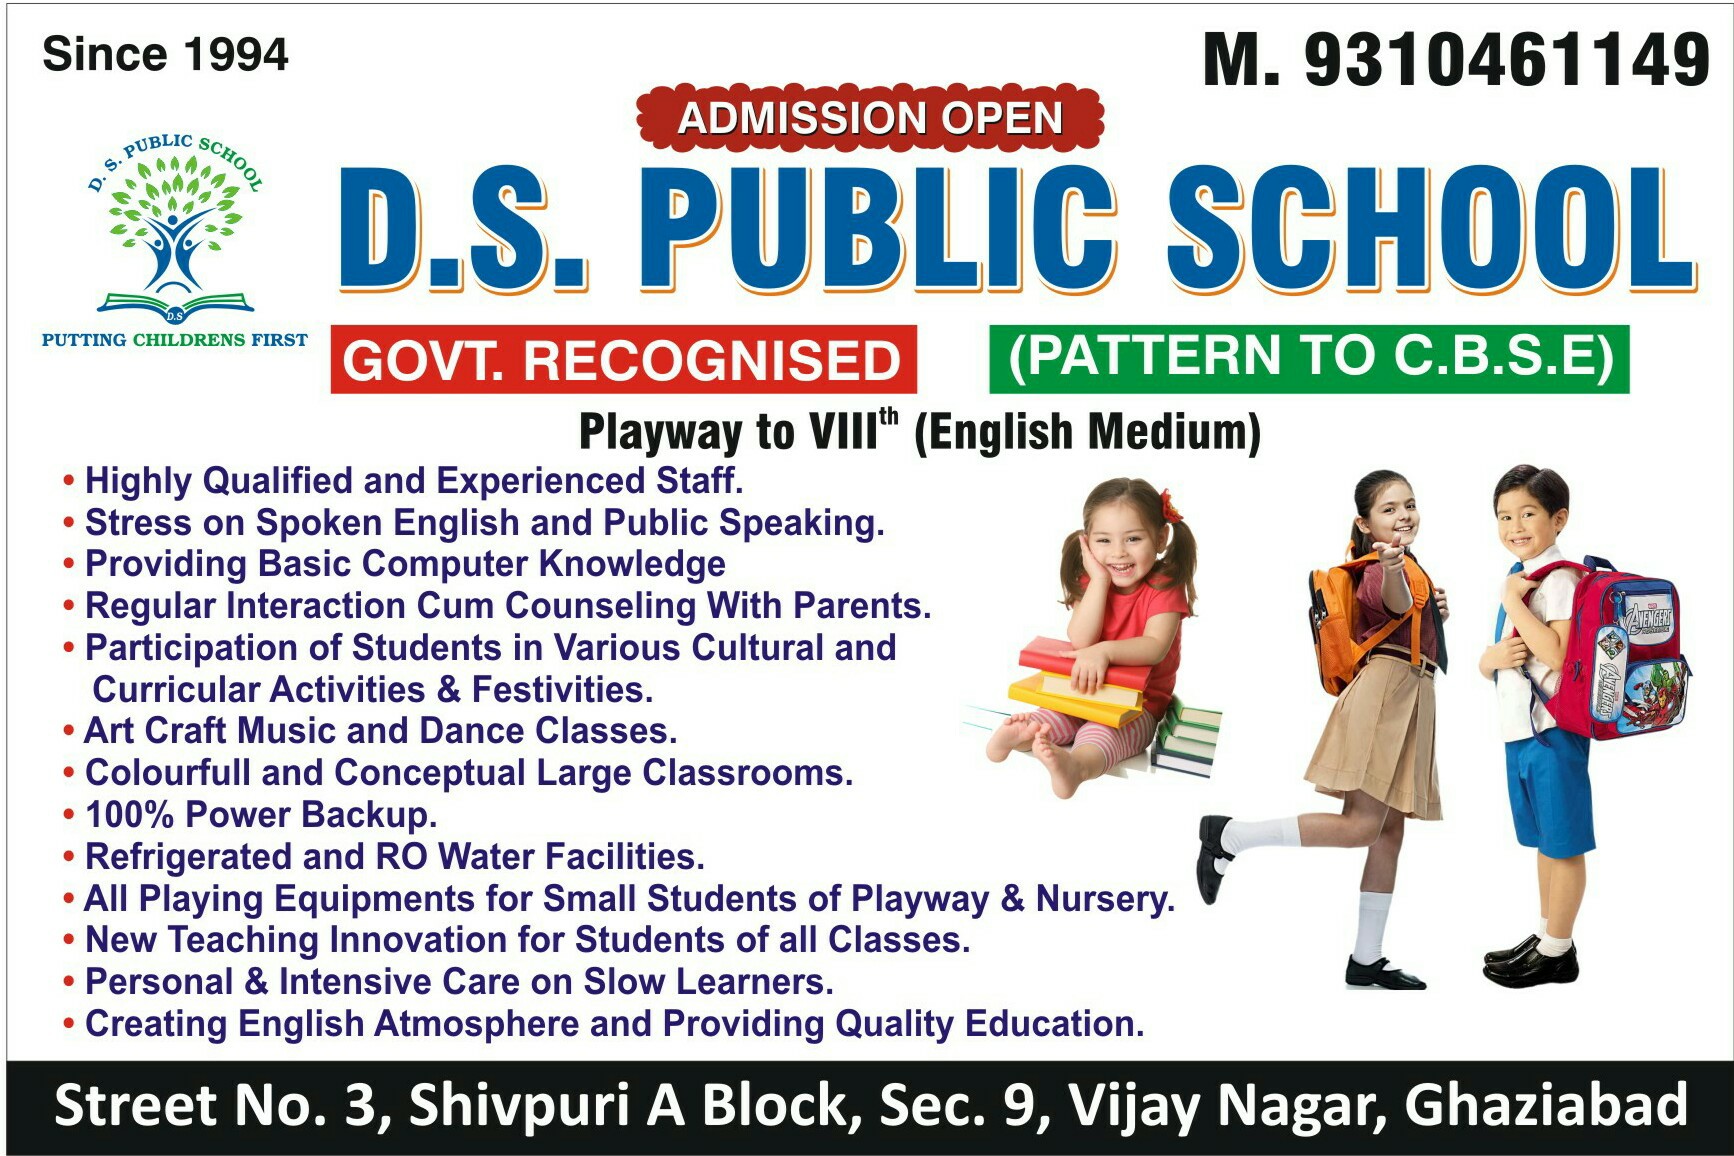 Since 1994
M. 9310461149
ADMISSION OPEN
D. S. PUBLIC SCHOOL
D.S
PUTTING CHILDRENS FIRST
D.S. PUBLIC SCHOOL
GOVT. RECOGNISED
(PATTERN TO C.B.S.E)
Playway to VIIIth (English Medium)
• Highly Qualified and Experienced Staff.
• Stress on Spoken English and Public Speaking.
• Providing Basic Computer Knowledge
• Regular Interaction Cum Counseling With Parents.
• Participation of Students in Various Cultural and
Curricular Activities & Festivities.
• Art Craft Music and Dance Classes.
• Colourfull and Conceptual Large Classrooms.
• 100% Power Backup.
• Refrigerated and RO Water Facilities.
• All Playing Equipments for Small Students of Playway & Nursery.
• New Teaching Innovation for Students of all Classes.
• Personal & Intensive Care on Slow Learners.
• Creating English Atmosphere and Providing Quality Education.
MARVEL
AVENGERS
AVENGERS
Street No. 3, Shivpuri A Block, Sec. 9, Vijay Nagar, Ghaziabad